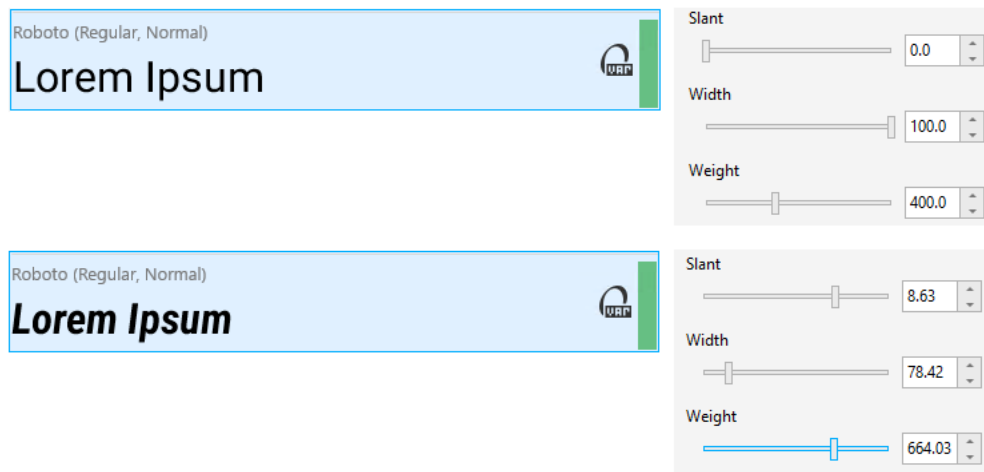 Roboto (Regular, Normal)
Lorem Ipsum
VAR
Slant
0.0
Width
100.0
Weight
400.0
Roboto (Regular, Normal)
Lorem Ipsum
VAR
Slant
8.63
Width
78.42
Weight
664.03